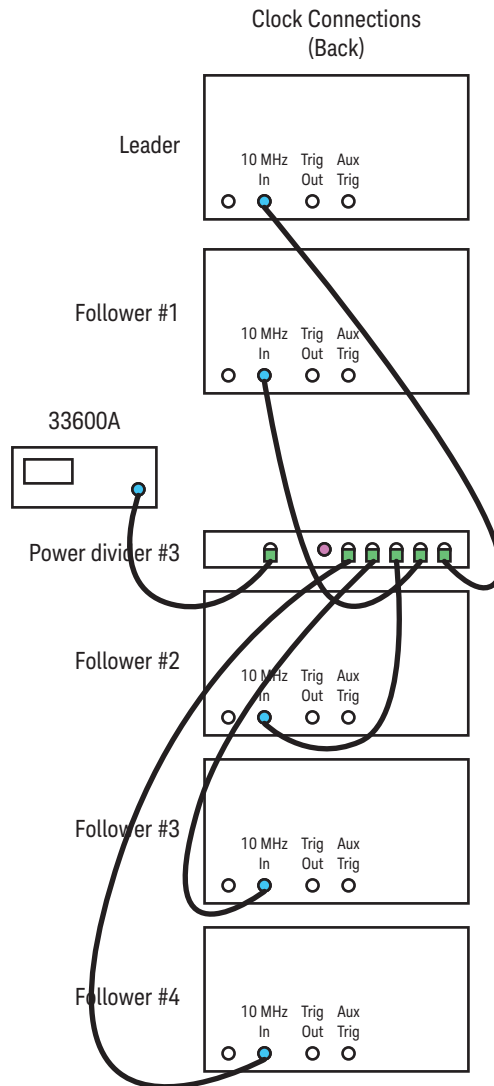 Clock Connections
(Back)
Leader
10 MHz Trig Aux
In Out Trig
Follower #1
10 MHz Trig Aux
In Out Trig
33600A
Power divider #3
Follower #2
10 MHz Trig Aux
In Out Trig
Follower #3
10 MHz Trig Aux
In Out Trig
Follower #4
10 MHz Trig Aux
In Out Trig